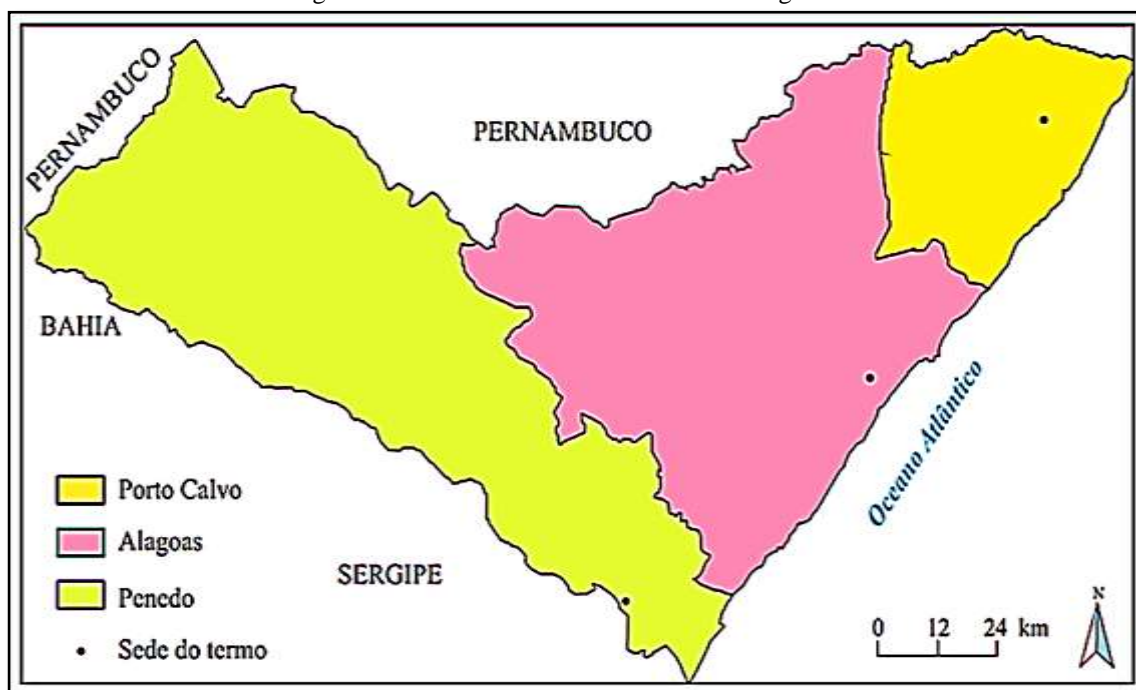 PERNAMBUCO
PERNAMBUCO
BAHIA
Oceano Atlântico
Porto Calvo
Alagoas
SERGIPE
Penedo
Sede do termo
0 12 24 km
N